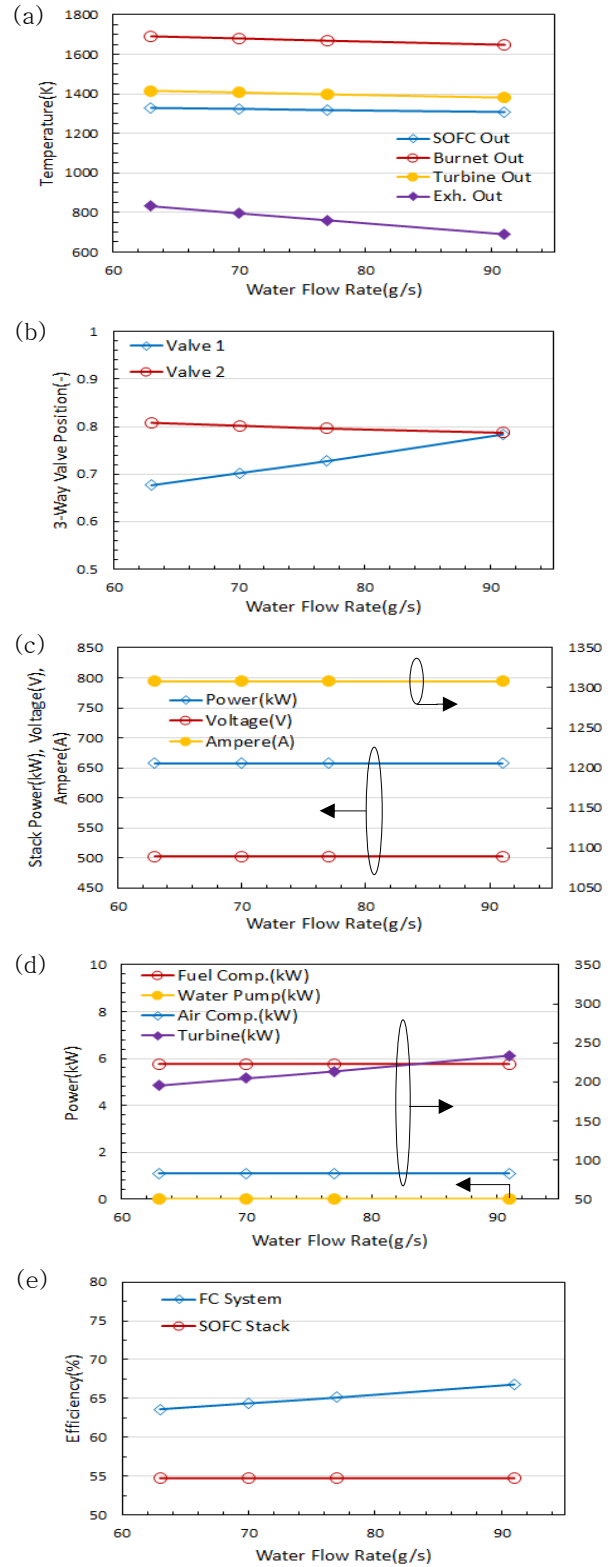 (a)
1800
1600
1400
1200
1000
800
600
Temperature(K)
SOFC Out
Burnet Out
Turbine Out
Exh. Out
60 70 80 90
Water Flow Rate(g/s)
(b)
1
0.9
0.8
0.7
0.6
0.5
3-Way Valve Position(-)
Valve 1
Valve 2
60 70 80 90
Water Flow Rate(g/s)
(c)
850
800
750
700
650
600
550
500
450
Stack Power(kW), Voltage(V),
Ampere(A)
Power(kW)
Voltage(V)
Ampere(A)
1350
1300
1250
1200
1150
1100
1050
60 70 80 90
Water Flow Rate(g/s)
(d)
10
8
6
4
2
0
Power(kW)
Fuel Comp.(kW)
Water Pump(kW)
Air Comp.(kW)
Turbine(kW)
350
300
250
200
150
100
50
60 70 80 90
Water Flow Rate(g/s)
(e)
80
75
70
65
60
55
50
Efficiency(%)
FC System
SOFC Stack
60 70 80 90
Water Flow Rate(g/s)